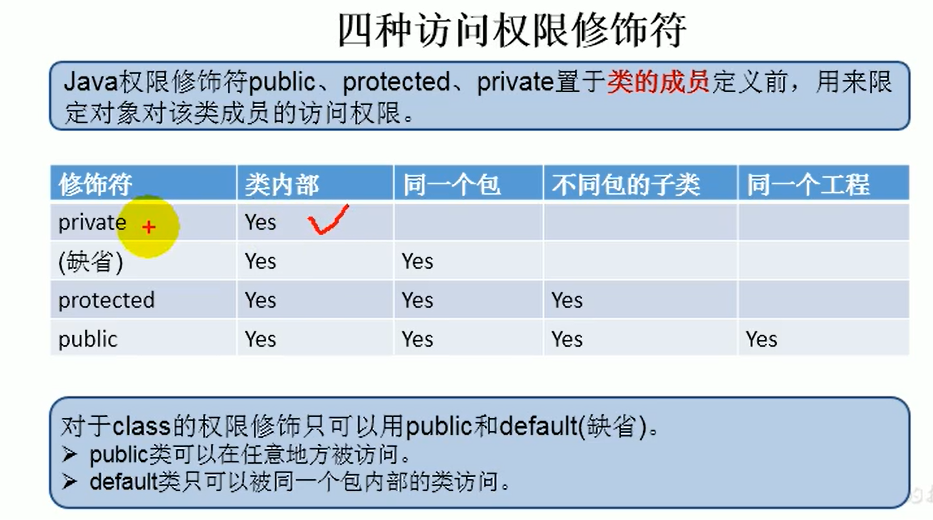 四种访问权限修饰符
Java权限修饰符public、protected、private置于类的成员定义前，用来限
定对象对该类成员的访问权限。
修饰符 类内部 同一个包 不同包的子类 同一个工程
private Yes
(缺省) Yes Yes
protected Yes Yes Yes
public Yes Yes Yes Yes
对于class的权限修饰只可以用public和default(缺省)。
➢ public类可以在任意地方被访问。
➢ default类只可以被同一个包内部的类访问。